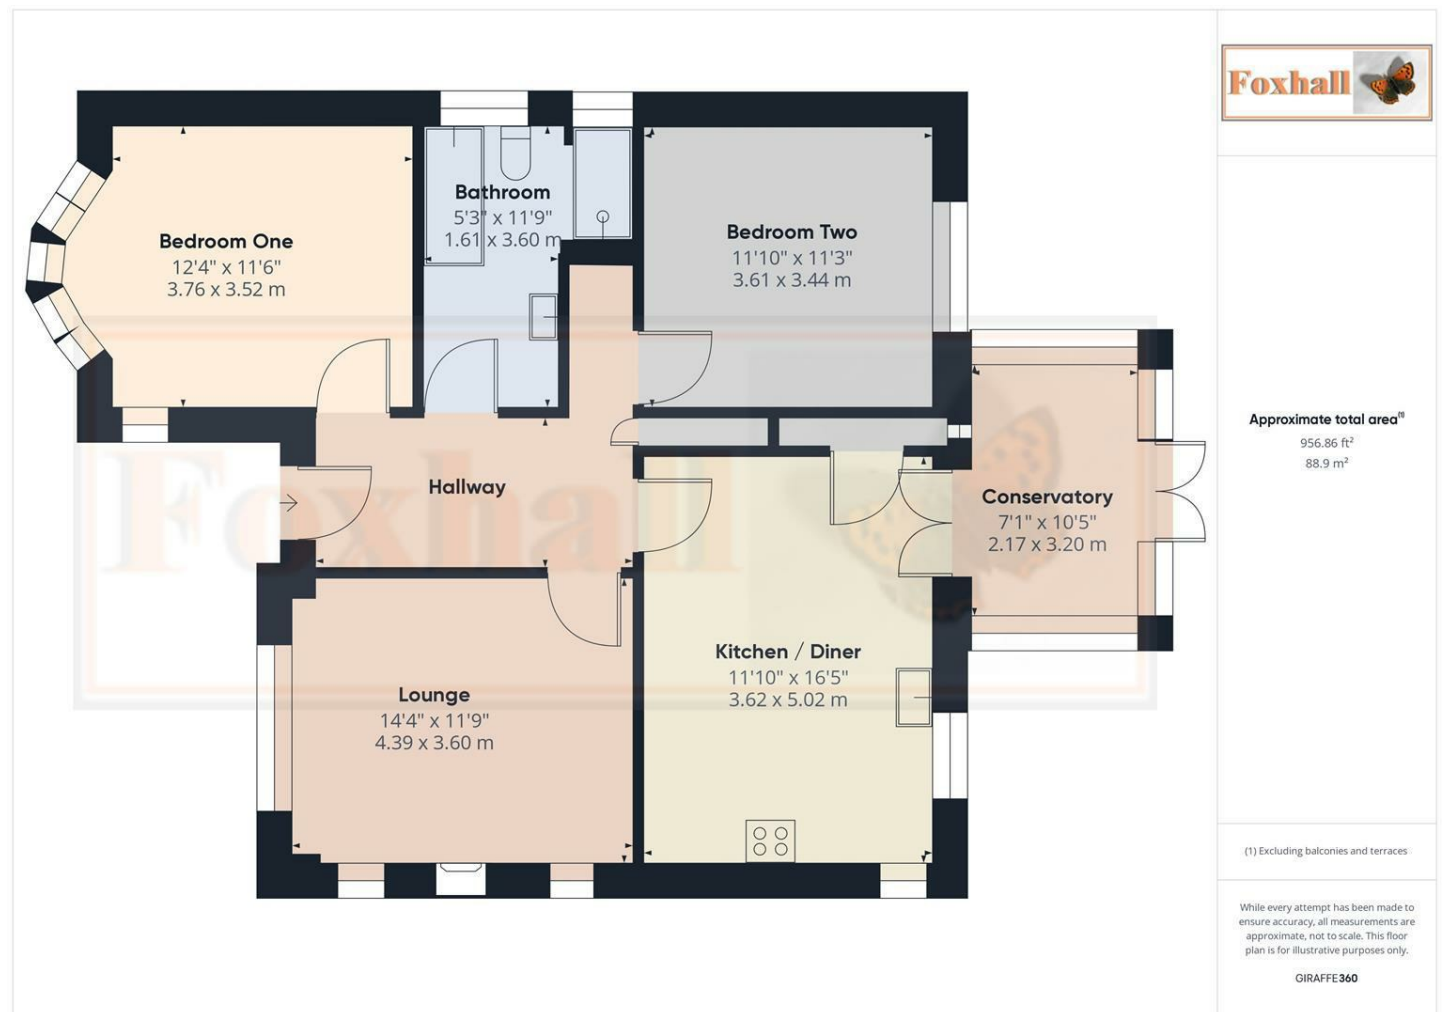 Foxhall
Bedroom One
12'4" x 11'6"
3.76 x 3.52 m
Bathroom
5'3" x 11'9"
1.61 x 3.60 m
Bedroom Two
11'10" x 11'3"
3.61 x 3.44 m
Hallway
Conservatory
7'1" x 10'5"
2.17 x 3.20 m
Lounge
14'4" x 11'9"
4.39 x 3.60 m
Kitchen / Diner
11'10" x 16'5"
3.62 x 5.02 m
Foxhall
Approximate total area⁽¹⁾
956.86 ft²
88.9 m²
(1) Excluding balconies and terraces
While every attempt has been made to
ensure accuracy, all measurements are
approximate, not to scale. This floor
plan is for illustrative purposes only.
GIRAFFE360